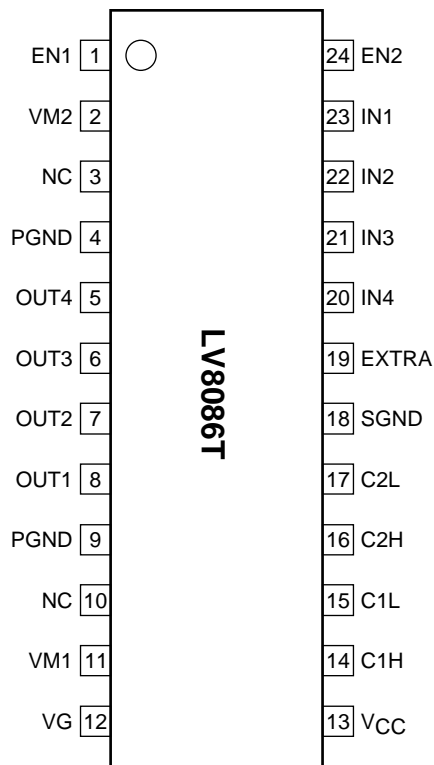 EN1 1 24 EN2
VM2 2 23 IN1
NC 3 22 IN2
PGND 4 21 IN3
OUT4 5 20 IN4
OUT3 6 19 EXTRA
OUT2 7 18 SGND
OUT1 8 17 C2L
PGND 9 16 C2H
NC 10 15 C1L
VM1 11 14 C1H
VG 12 13 VCC
LV8086T